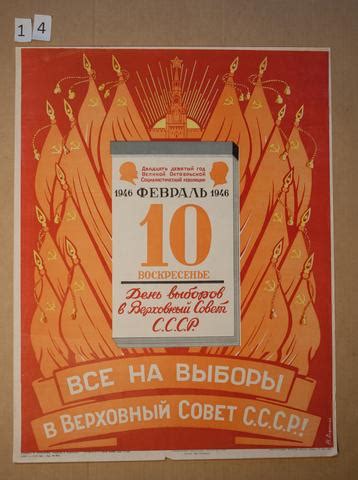 1 4
Двадцать девятый год
Великой Октябрьской
Социалистической революции
1946 ФЕВРАЛЬ 1946
10
ВОСКРЕСЕНЬЕ
День выборов
в Верховный Совет
С.С.С.Р.
ВСЕ НА ВЫБОРЫ
В ВЕРХОВНЫЙ СОВЕТ С.С.С.Р.!